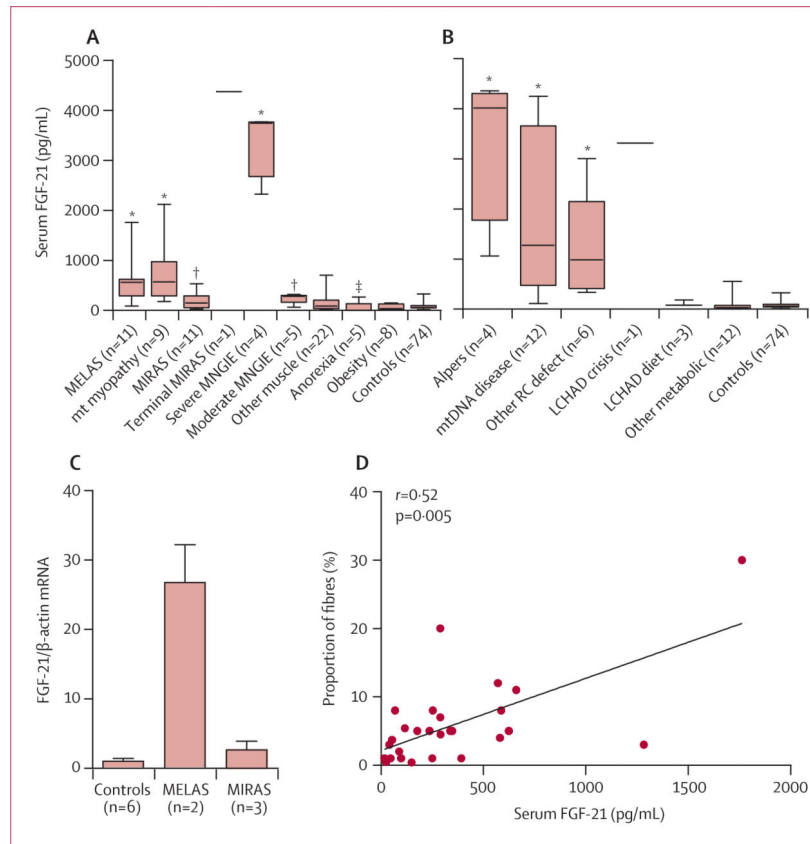 A
B
5000
4000
3000
2000
1000
0
Serum FGF-21 (pg/mL)
*
*
†
*
†
‡
*
*
*
MELAS (n=11)
mt myopathy (n=9)
MIRAS (n=11)
Terminal MIRAS (n=1)
Severe MNGIE (n=4)
Moderate MNGIE (n=5)
Other muscle (n=22)
Anorexia (n=5)
Obesity (n=8)
Controls (n=74)
Alpers (n=4)
mtDNA disease (n=12)
Other RC defect (n=6)
LCHAD crisis (n=1)
LCHAD diet (n=3)
Other metabolic (n=12)
Controls (n=74)
C
40
30
20
10
0
FGF-21/β-actin mRNA
Controls
(n=6)
MELAS
(n=2)
MIRAS
(n=3)
D
r=0·52
p=0·005
40
30
20
10
0
Proportion of fibres (%)
0
500
1000
1500
2000
Serum FGF-21 (pg/mL)